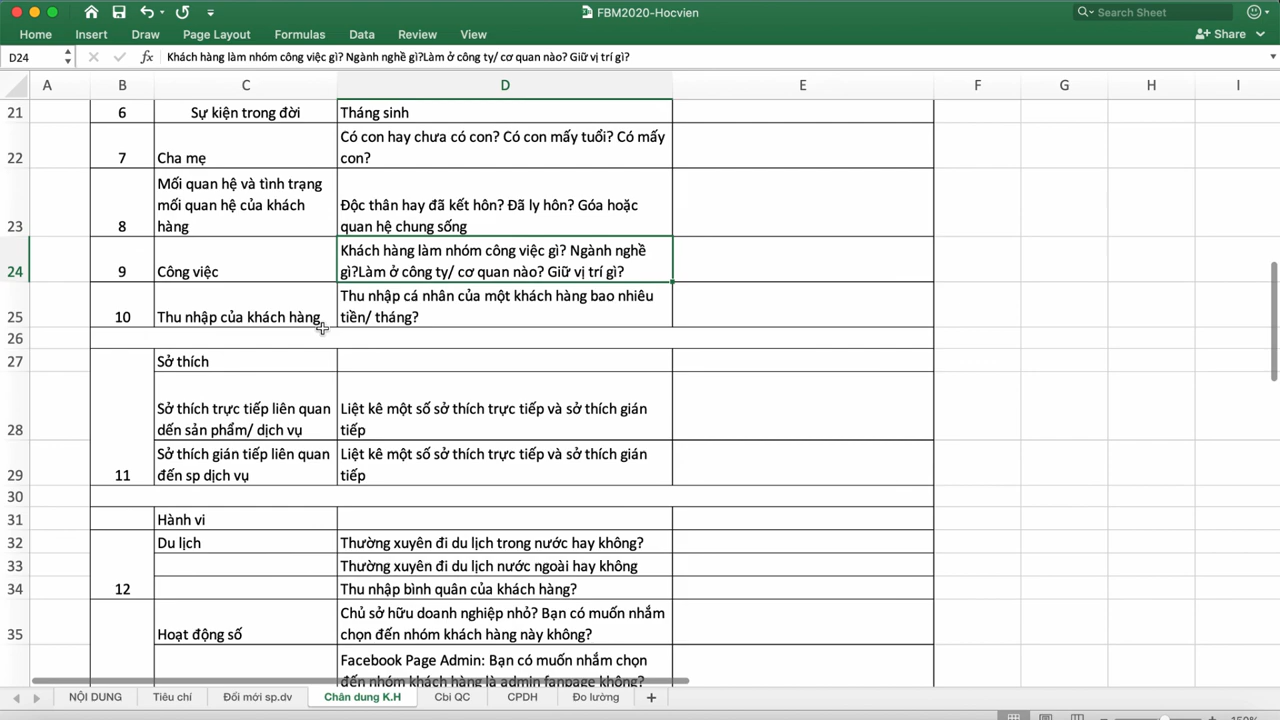 FBM2020-Hocvien
Search Sheet
Home Insert Draw Page Layout Formulas Data Review View
Share
D24
fx Khách hàng làm nhóm công việc gì? Ngành nghề gì?Làm ở công ty/ cơ quan nào? Giữ vị trí gì?
A B C D E F G H I
21 6 Sự kiện trong đời Tháng sinh
Có con hay chưa có con? Có con mấy tuổi? Có mấy
22 7 Cha mẹ con?
Mối quan hệ và tình trạng
mối quan hệ của khách Độc thân hay đã kết hôn? Đã ly hôn? Góa hoặc
23 8 hàng quan hệ chung sống
Khách hàng làm nhóm công việc gì? Ngành nghề
24 9 Công việc gì?Làm ở công ty/ cơ quan nào? Giữ vị trí gì?
Thu nhập cá nhân của một khách hàng bao nhiêu
25 10 Thu nhập của khách hàng tiền/ tháng?
26
27 Sở thích
Sở thích trực tiếp liên quan Liệt kê một số sở thích trực tiếp và sở thích gián
28 dến sản phẩm/ dịch vụ tiếp
Sở thích gián tiếp liên quan Liệt kê một số sở thích trực tiếp và sở thích gián
29 11 đến sp dịch vụ tiếp
30
31 Hành vi
32 Du lịch Thường xuyên đi du lịch trong nước hay không?
33 Thường xuyên đi du lịch nước ngoài hay không
34 12 Thu nhập bình quân của khách hàng?
Chủ sở hữu doanh nghiệp nhỏ? Bạn có muốn nhắm
35 Hoạt động số chọn đến nhóm khách hàng này không?
Facebook Page Admin: Bạn có muốn nhắm chọn
đến nhóm khách hàng là admin fanpage không?
NỘI DUNG Tiêu chí Đổi mới sp.dv Chân dung K.H Cbi QC CPDH Đo lường
150%